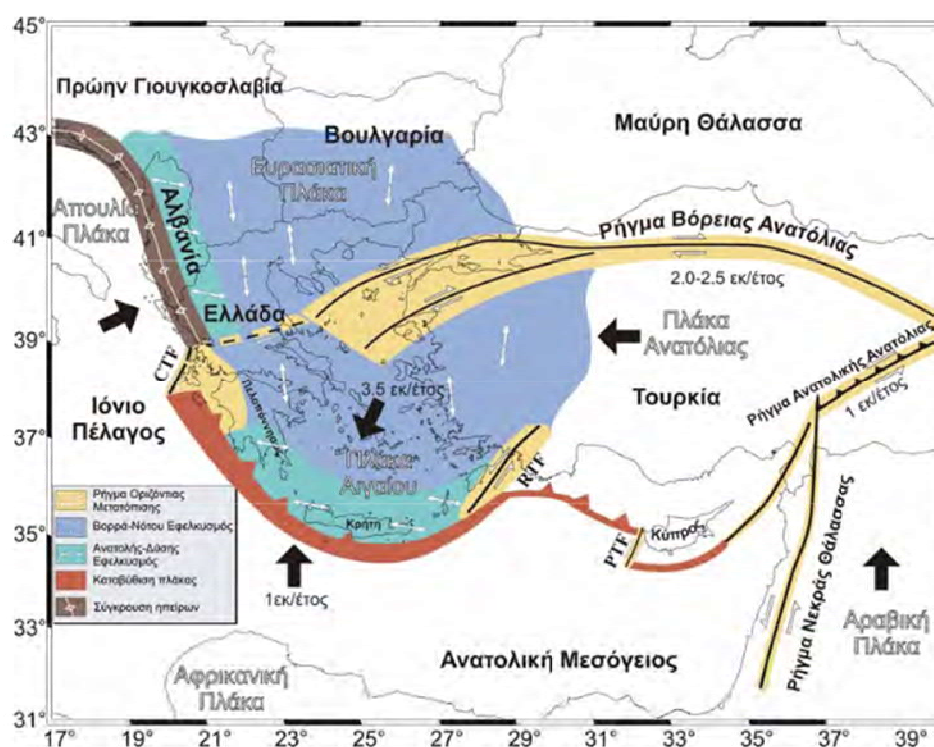 45°
43°
41°
39°
37°
35°
33°
31°
17°
19°
21°
23°
25°
27°
29°
31°
33°
35°
37°
39°
Πρώην Γιουγκοσλαβία
Βουλγαρία
Μαύρη Θάλασσα
Ευρασιατική
Πλάκα
Απουλία
Πλάκα
Αλβανία
Ρήγμα Βόρειας Ανατόλιας
2.0-2.5 εκ/έτος
Ελλάδα
Πλάκα
Ανατόλιας
CTF
Πελοπόννησος
3.5 εκ/έτος
Τουρκία
Ρήγμα Ανατολικής Ανατόλιας
1 εκ/έτος
Ιόνιο
Πέλαγος
Πλάκα
Αιγαίου
RTF
Κρήτη
Κύπρος
PTF
Ρήγμα Νεκράς Θάλασσας
Ρήγμα Οριζόντιας
Μετατόπισης
Βορρά-Νότου Εφελκυσμός
Ανατολής-Δύσης
Εφελκυσμός
Καταβύθιση πλάκας
Σύγκρουση ηπείρων
1εκ/έτος
Αραβική
Πλάκα
Ανατολική Μεσόγειος
Αφρικανική
Πλάκα